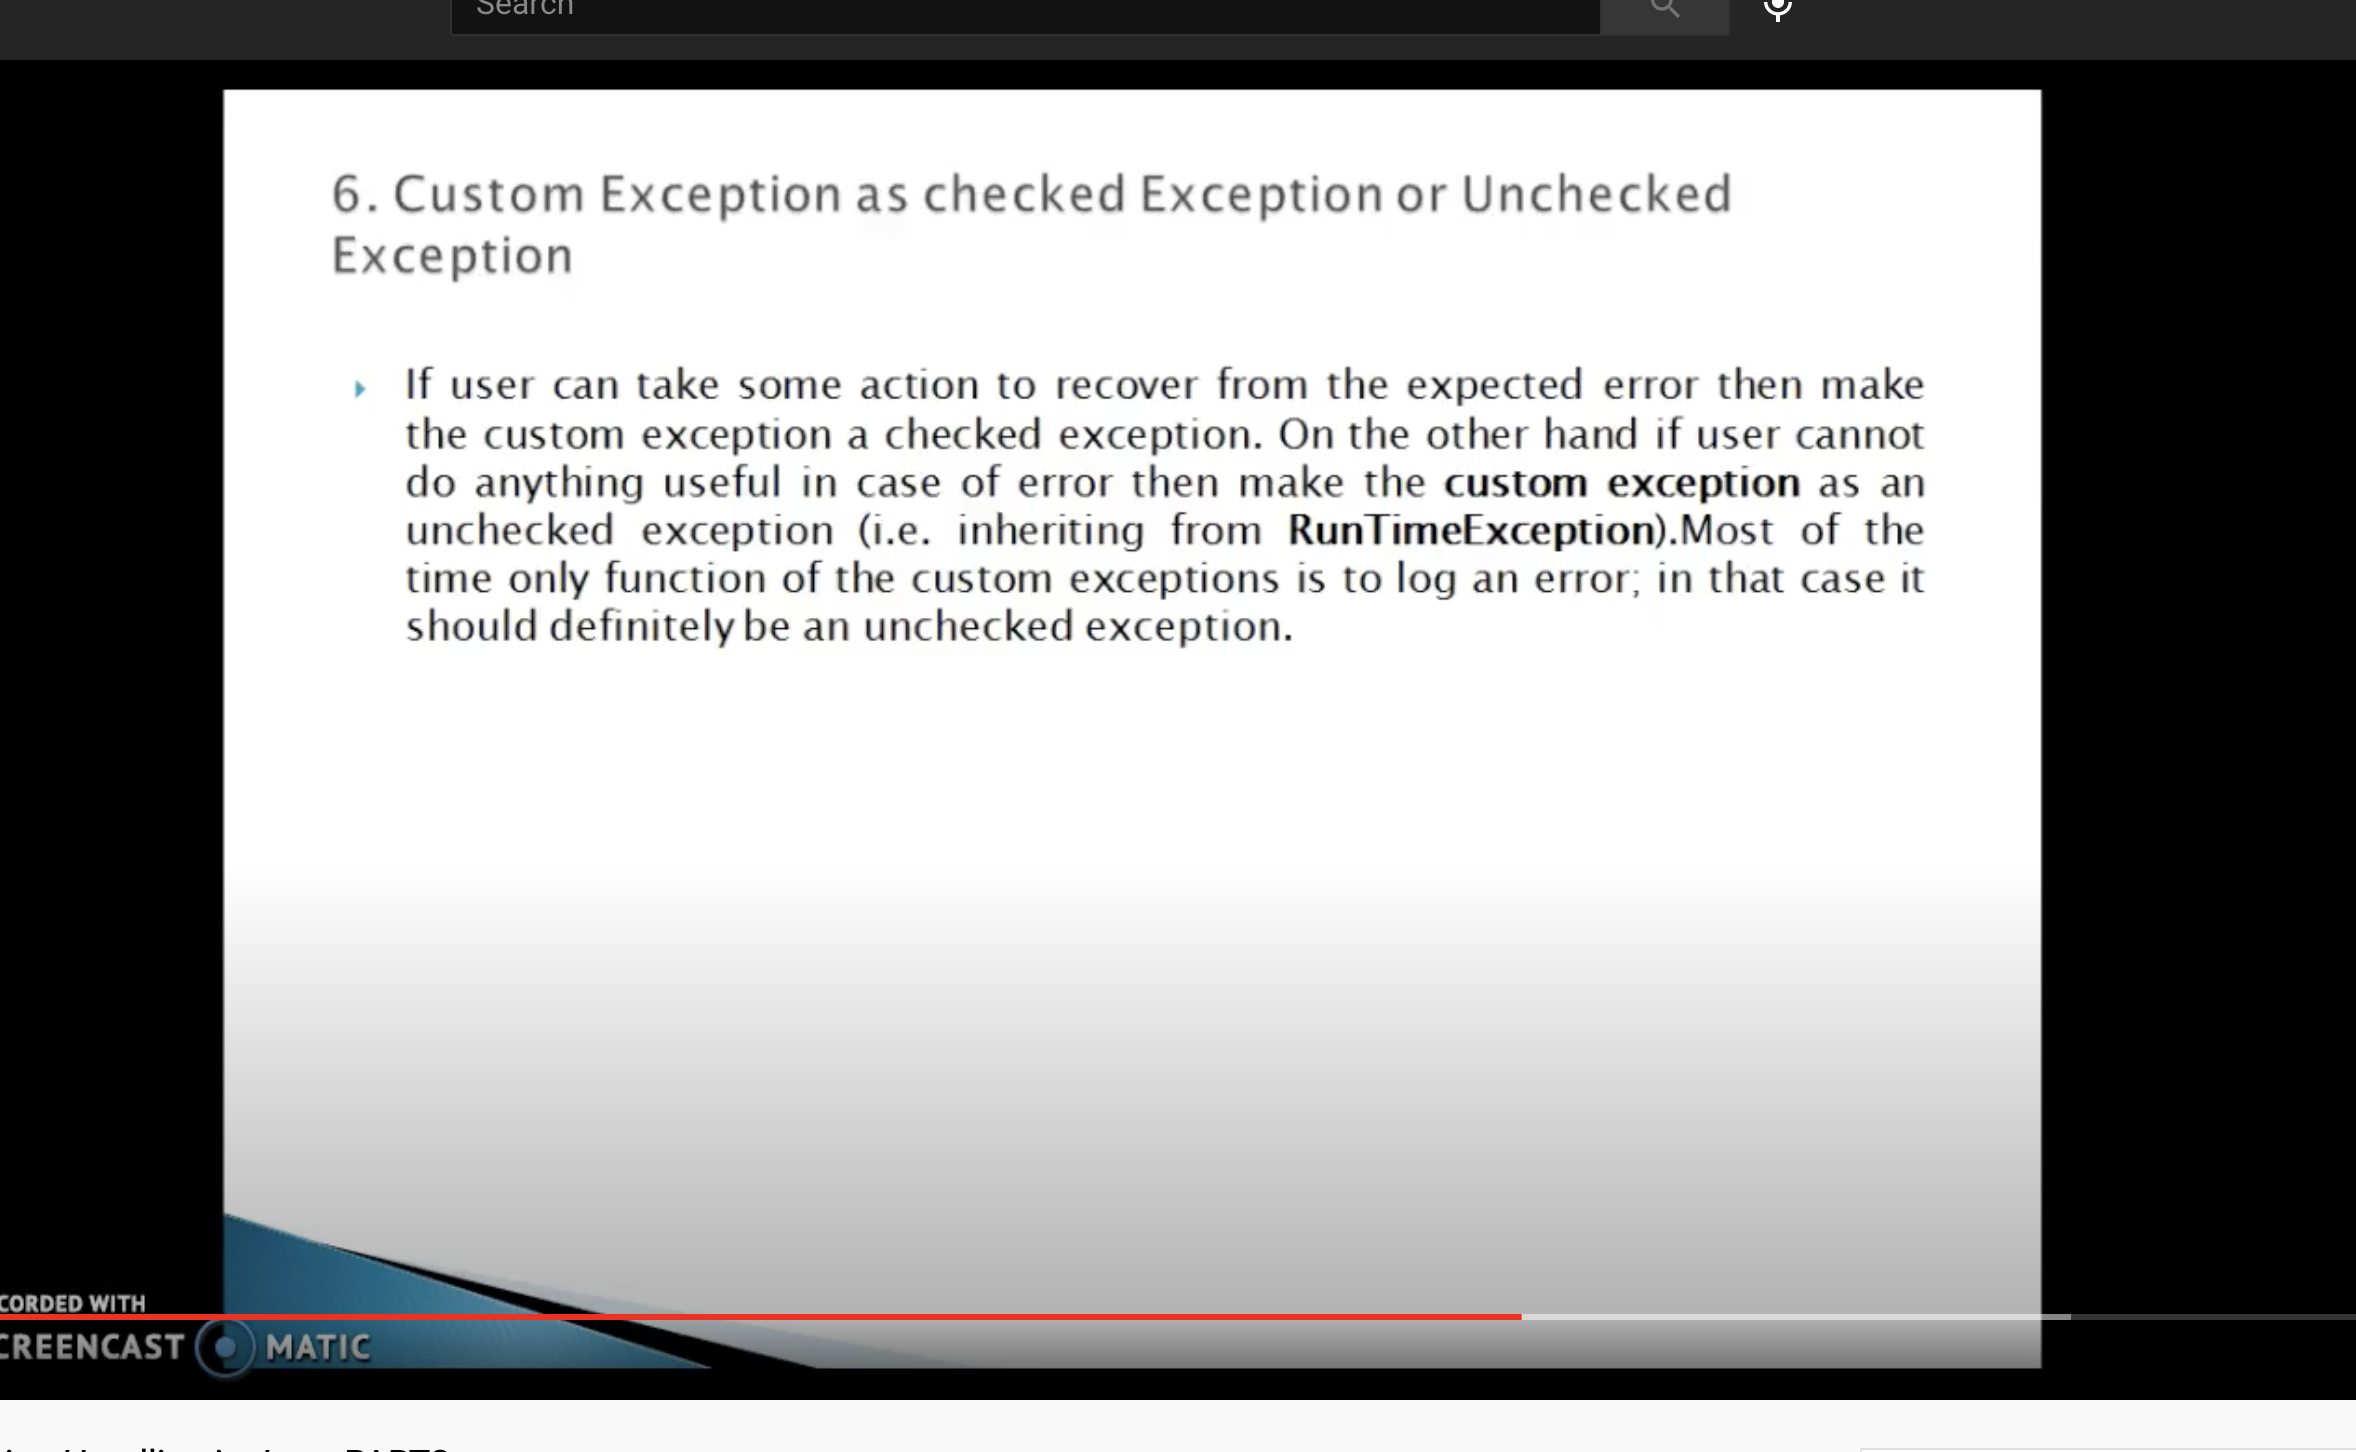 Search
6. Custom Exception as checked Exception or Unchecked
Exception
If user can take some action to recover from the expected error then make
the custom exception a checked exception. On the other hand if user cannot
do anything useful in case of error then make the custom exception as an
unchecked exception (i.e. inheriting from RunTimeException).Most of the
time only function of the custom exceptions is to log an error; in that case it
should definitely be an unchecked exception.
CORDED WITH
CREENCAST MATIC